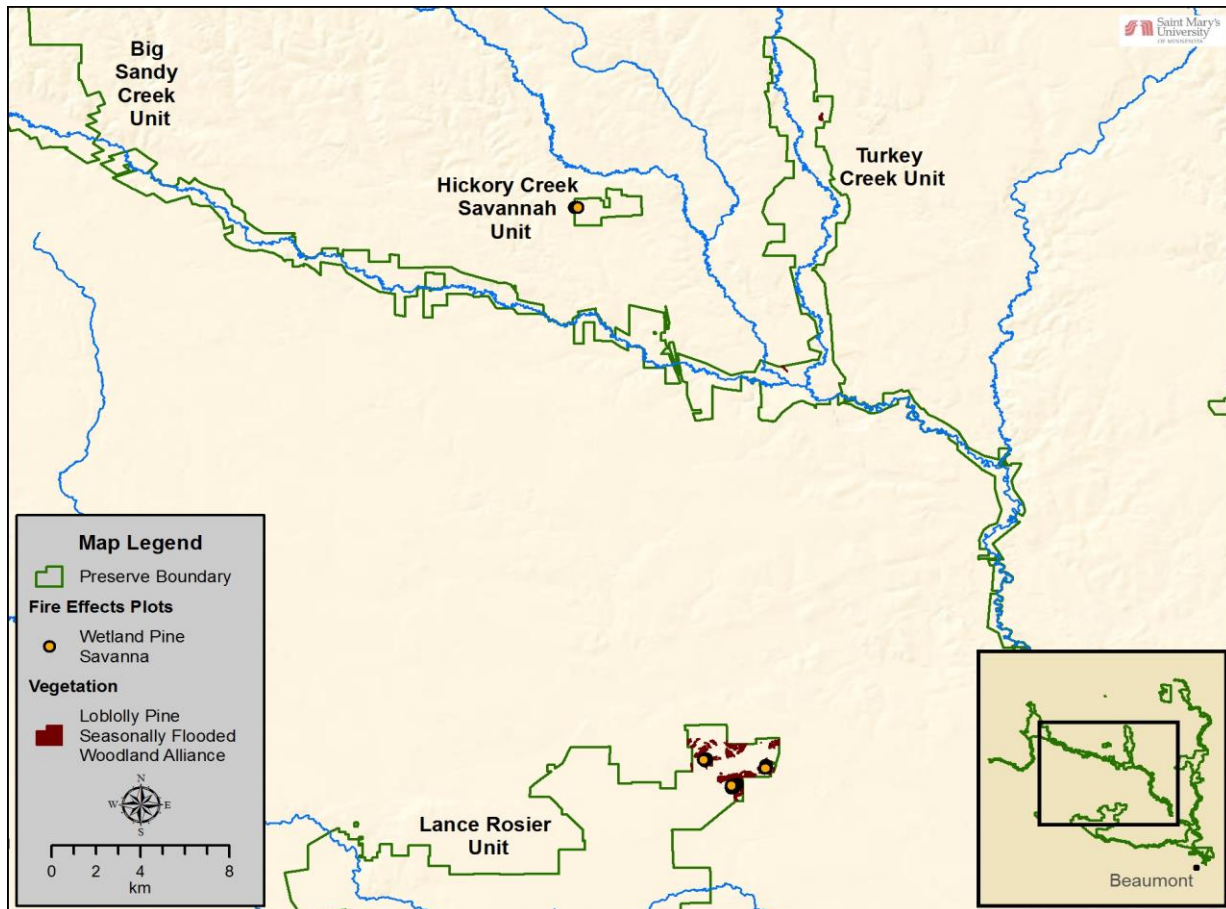 Saint Mary's
University
OF MINNESOTA
Big
Sandy
Creek
Unit
Turkey
Creek Unit
Hickory Creek
Savannah
Unit
Map Legend
Preserve Boundary
Fire Effects Plots
Wetland Pine
Savanna
Vegetation
Loblolly Pine
Seasonally Flooded
Woodland Alliance
N
W E
S
0 2 4 8
km
Lance Rosier
Unit
Beaumont